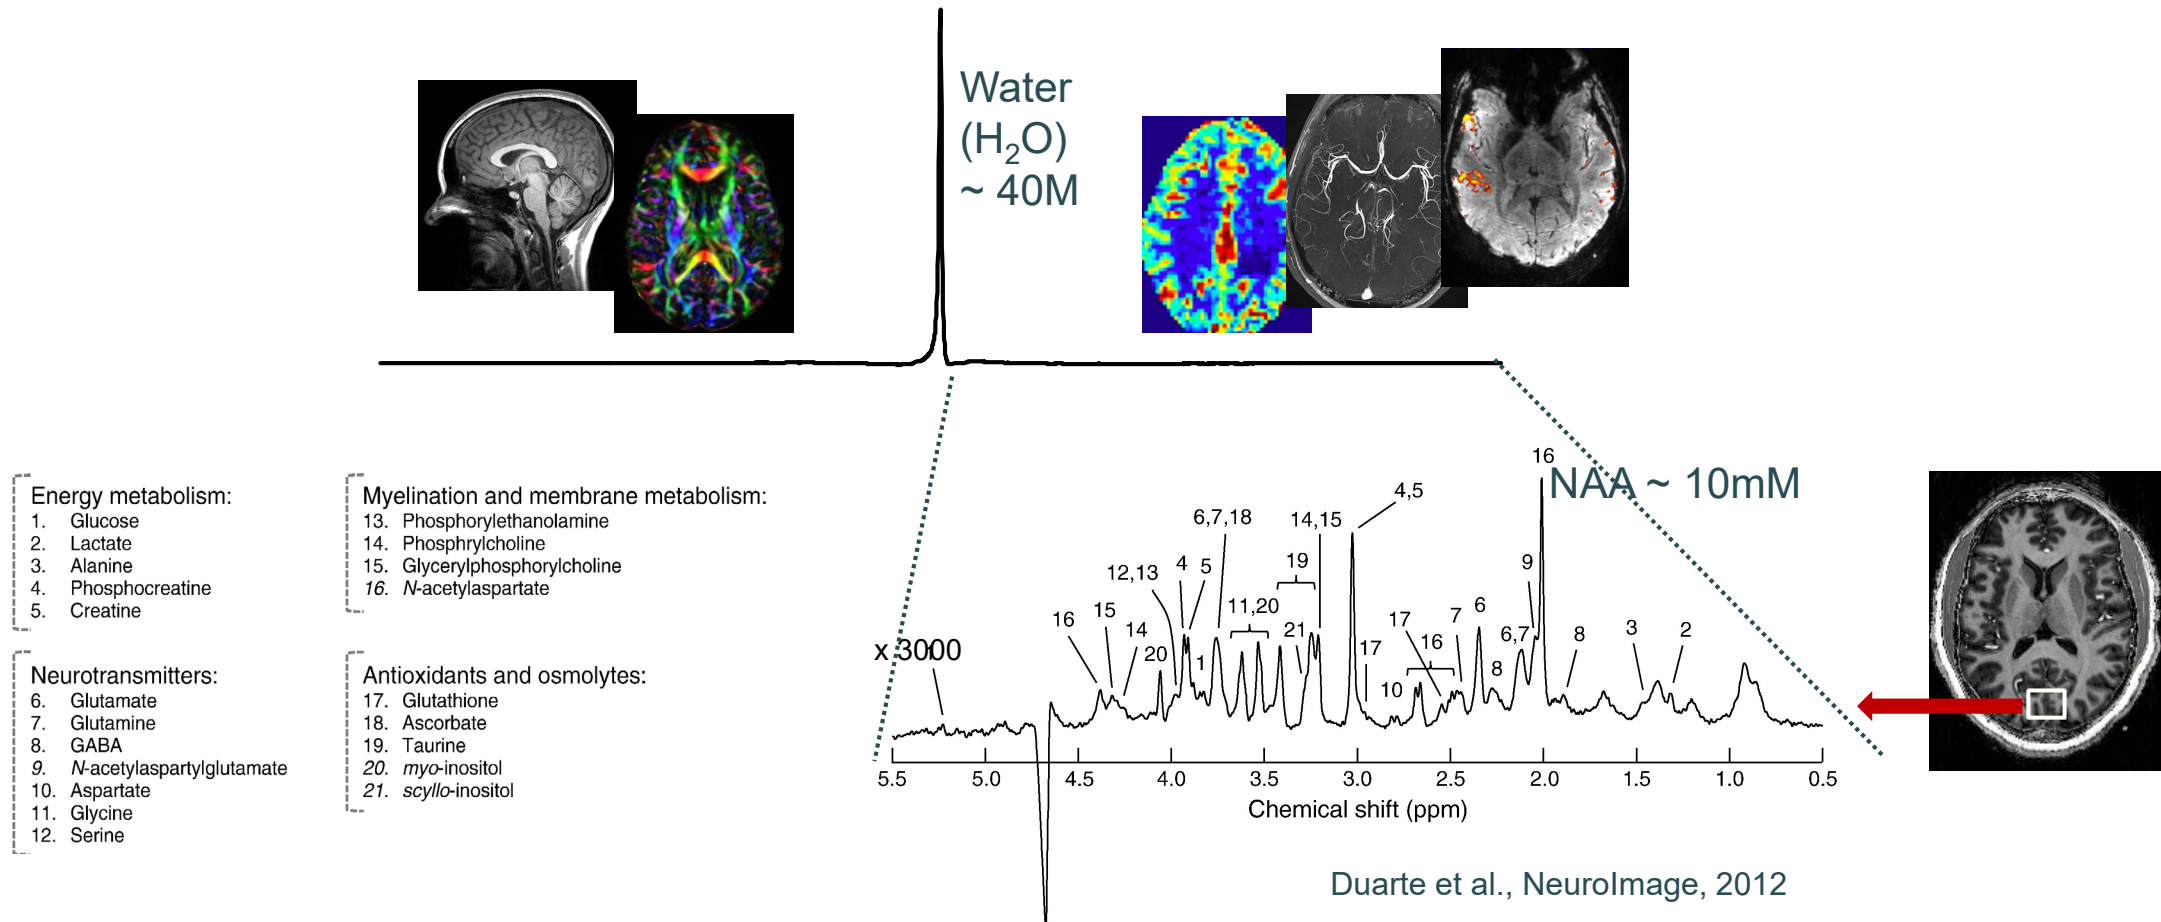 Water
(H₂O)
~ 40M
Energy metabolism:
1. Glucose
2. Lactate
3. Alanine
4. Phosphocreatine
5. Creatine
Myelination and membrane metabolism:
13. Phosphorylethanolamine
14. Phosphrylcholine
15. Glycerylphosphorylcholine
16. N-acetylaspartate
Neurotransmitters:
6. Glutamate
7. Glutamine
8. GABA
9. N-acetylaspartylglutamate
10. Aspartate
11. Glycine
12. Serine
Antioxidants and osmolytes:
17. Glutathione
18. Ascorbate
19. Taurine
20. myo-inositol
21. scyllo-inositol
x 3000
16
NAA ~ 10mM
4,5
6,7,18
14,15
12,13
4
5
19
9
16
15
14
11,20
21
17
17
16
7
6
6,7
8
3
2
20
1
10
8
5.5 5.0 4.5 4.0 3.5 3.0 2.5 2.0 1.5 1.0 0.5
Chemical shift (ppm)
Duarte et al., NeuroImage, 2012